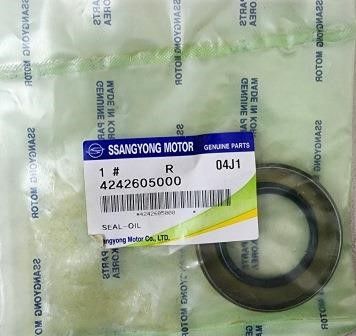 SSANGYONG MOTOR GENUINE PARTS
1 # R 04J1
4242605000
*4242605000
SEAL-OIL
angyong Motor Co., LTD.
SSANGYONG MOTOR
GENUINE PARTS
MADE IN KOREA